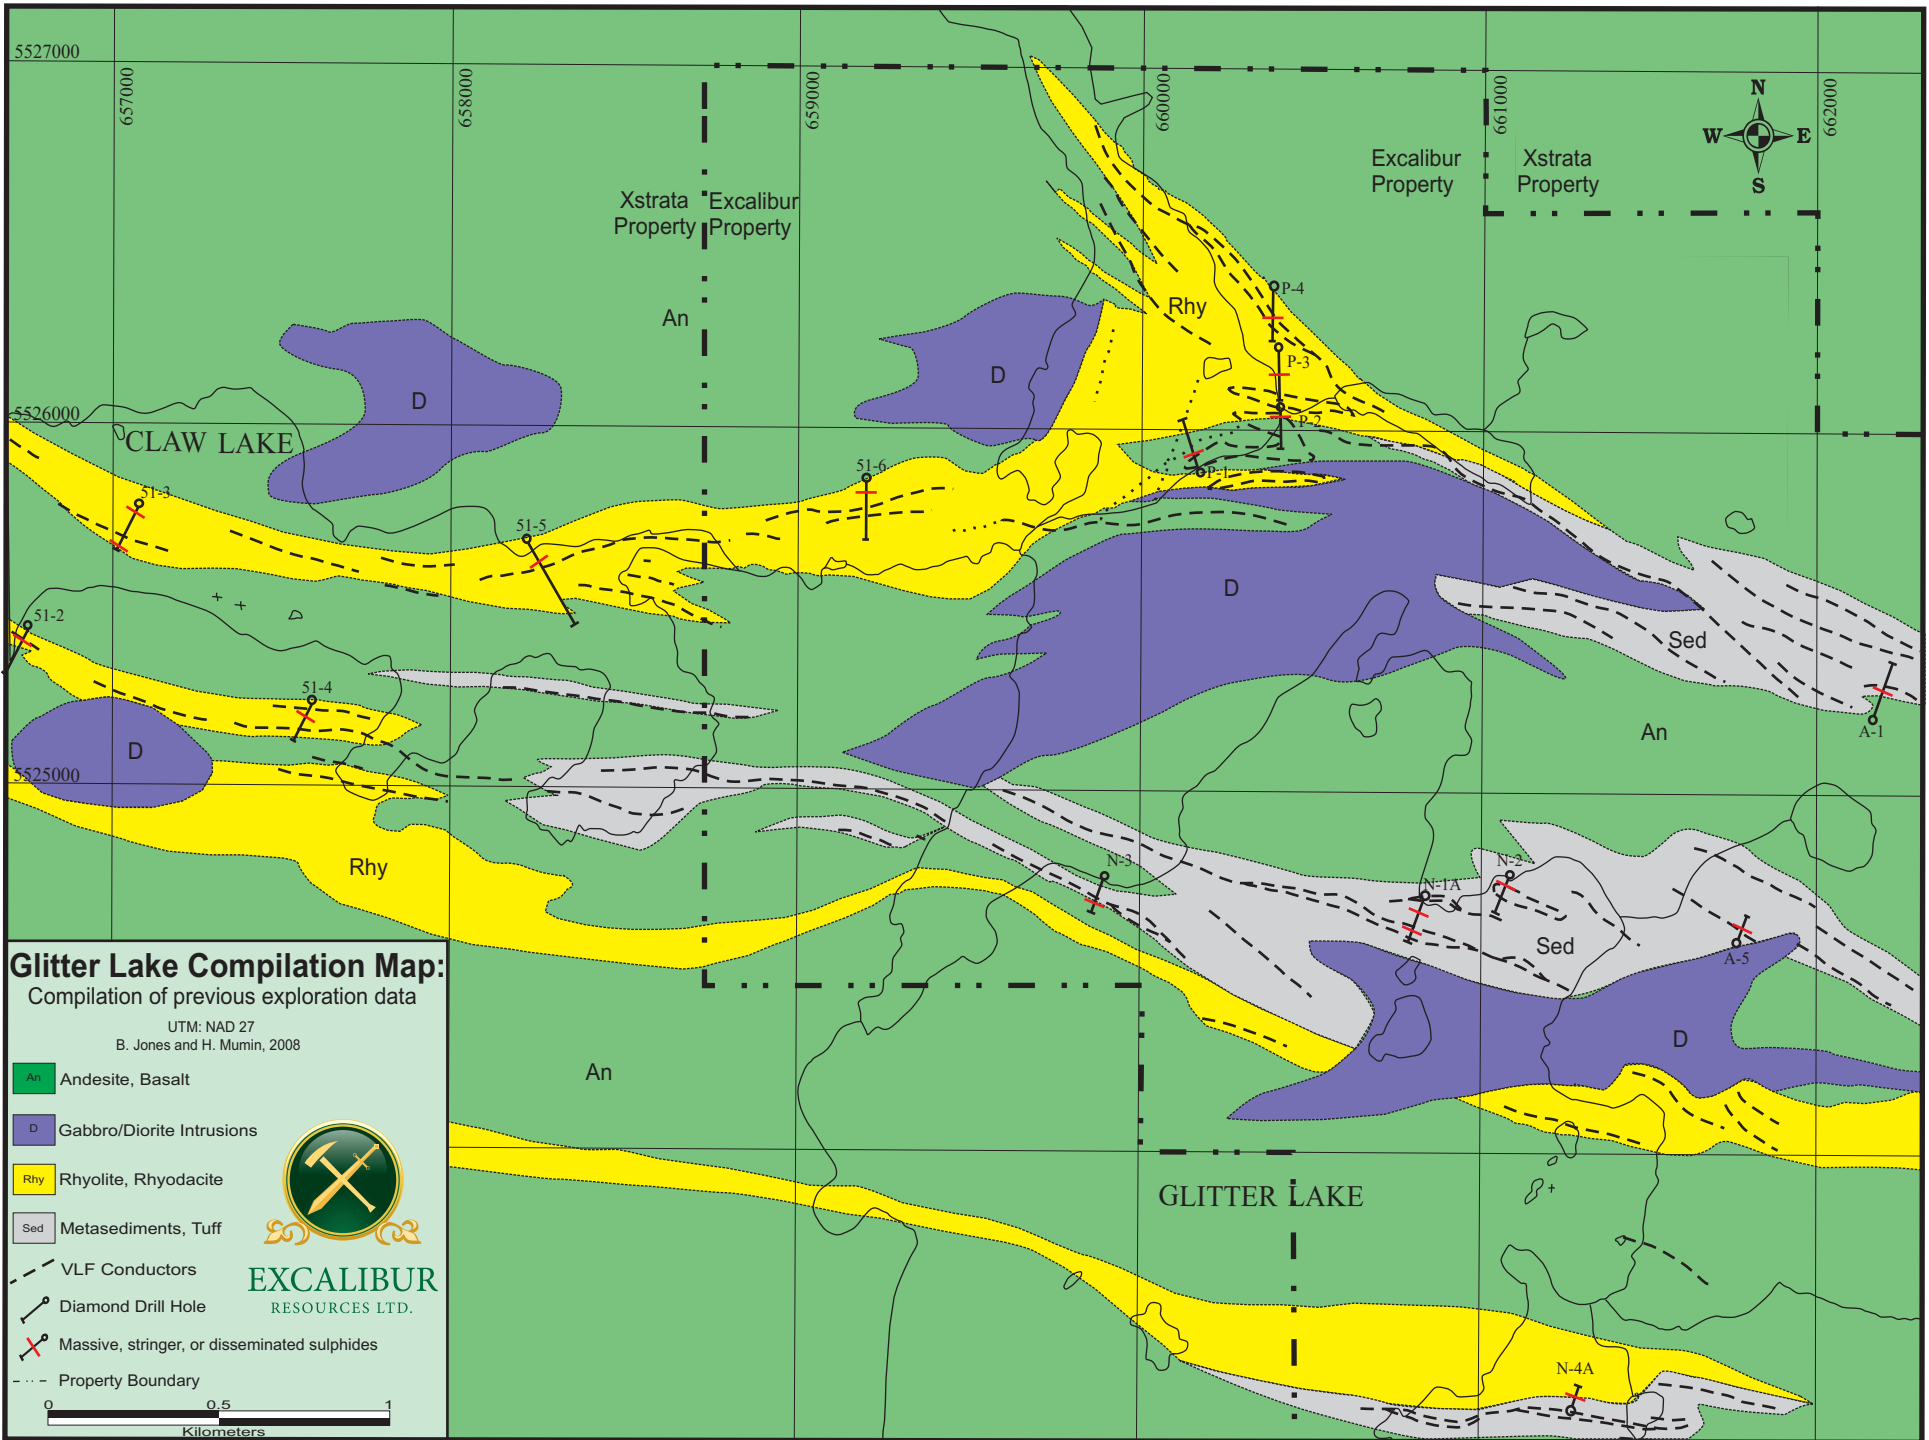 5527000
657000
658000
659000
660000
661000
662000
N
W E
S
Excalibur
Property
Xstrata
Property
Xstrata
Property
Excalibur
Property
An
Rhy
P-4
P-3
P-2
P-1
D
D
5526000
CLAW LAKE
51-3
51-5
51-6
51-2
51-4
D
D
Sed
An
A-1
5525000
Rhy
N-3
N-1A
N-2
Sed
A-5
D
An
GLITTER LAKE
N-4A
Glitter Lake Compilation Map:
Compilation of previous exploration data
UTM: NAD 27
B. Jones and H. Mumin, 2008
An Andesite, Basalt
D Gabbro/Diorite Intrusions
Rhy Rhyolite, Rhyodacite
Sed Metasediments, Tuff
VLF Conductors
Diamond Drill Hole
Massive, stringer, or disseminated sulphides
Property Boundary
0 0.5 1
Kilometers
EXCALIBUR
RESOURCES LTD.